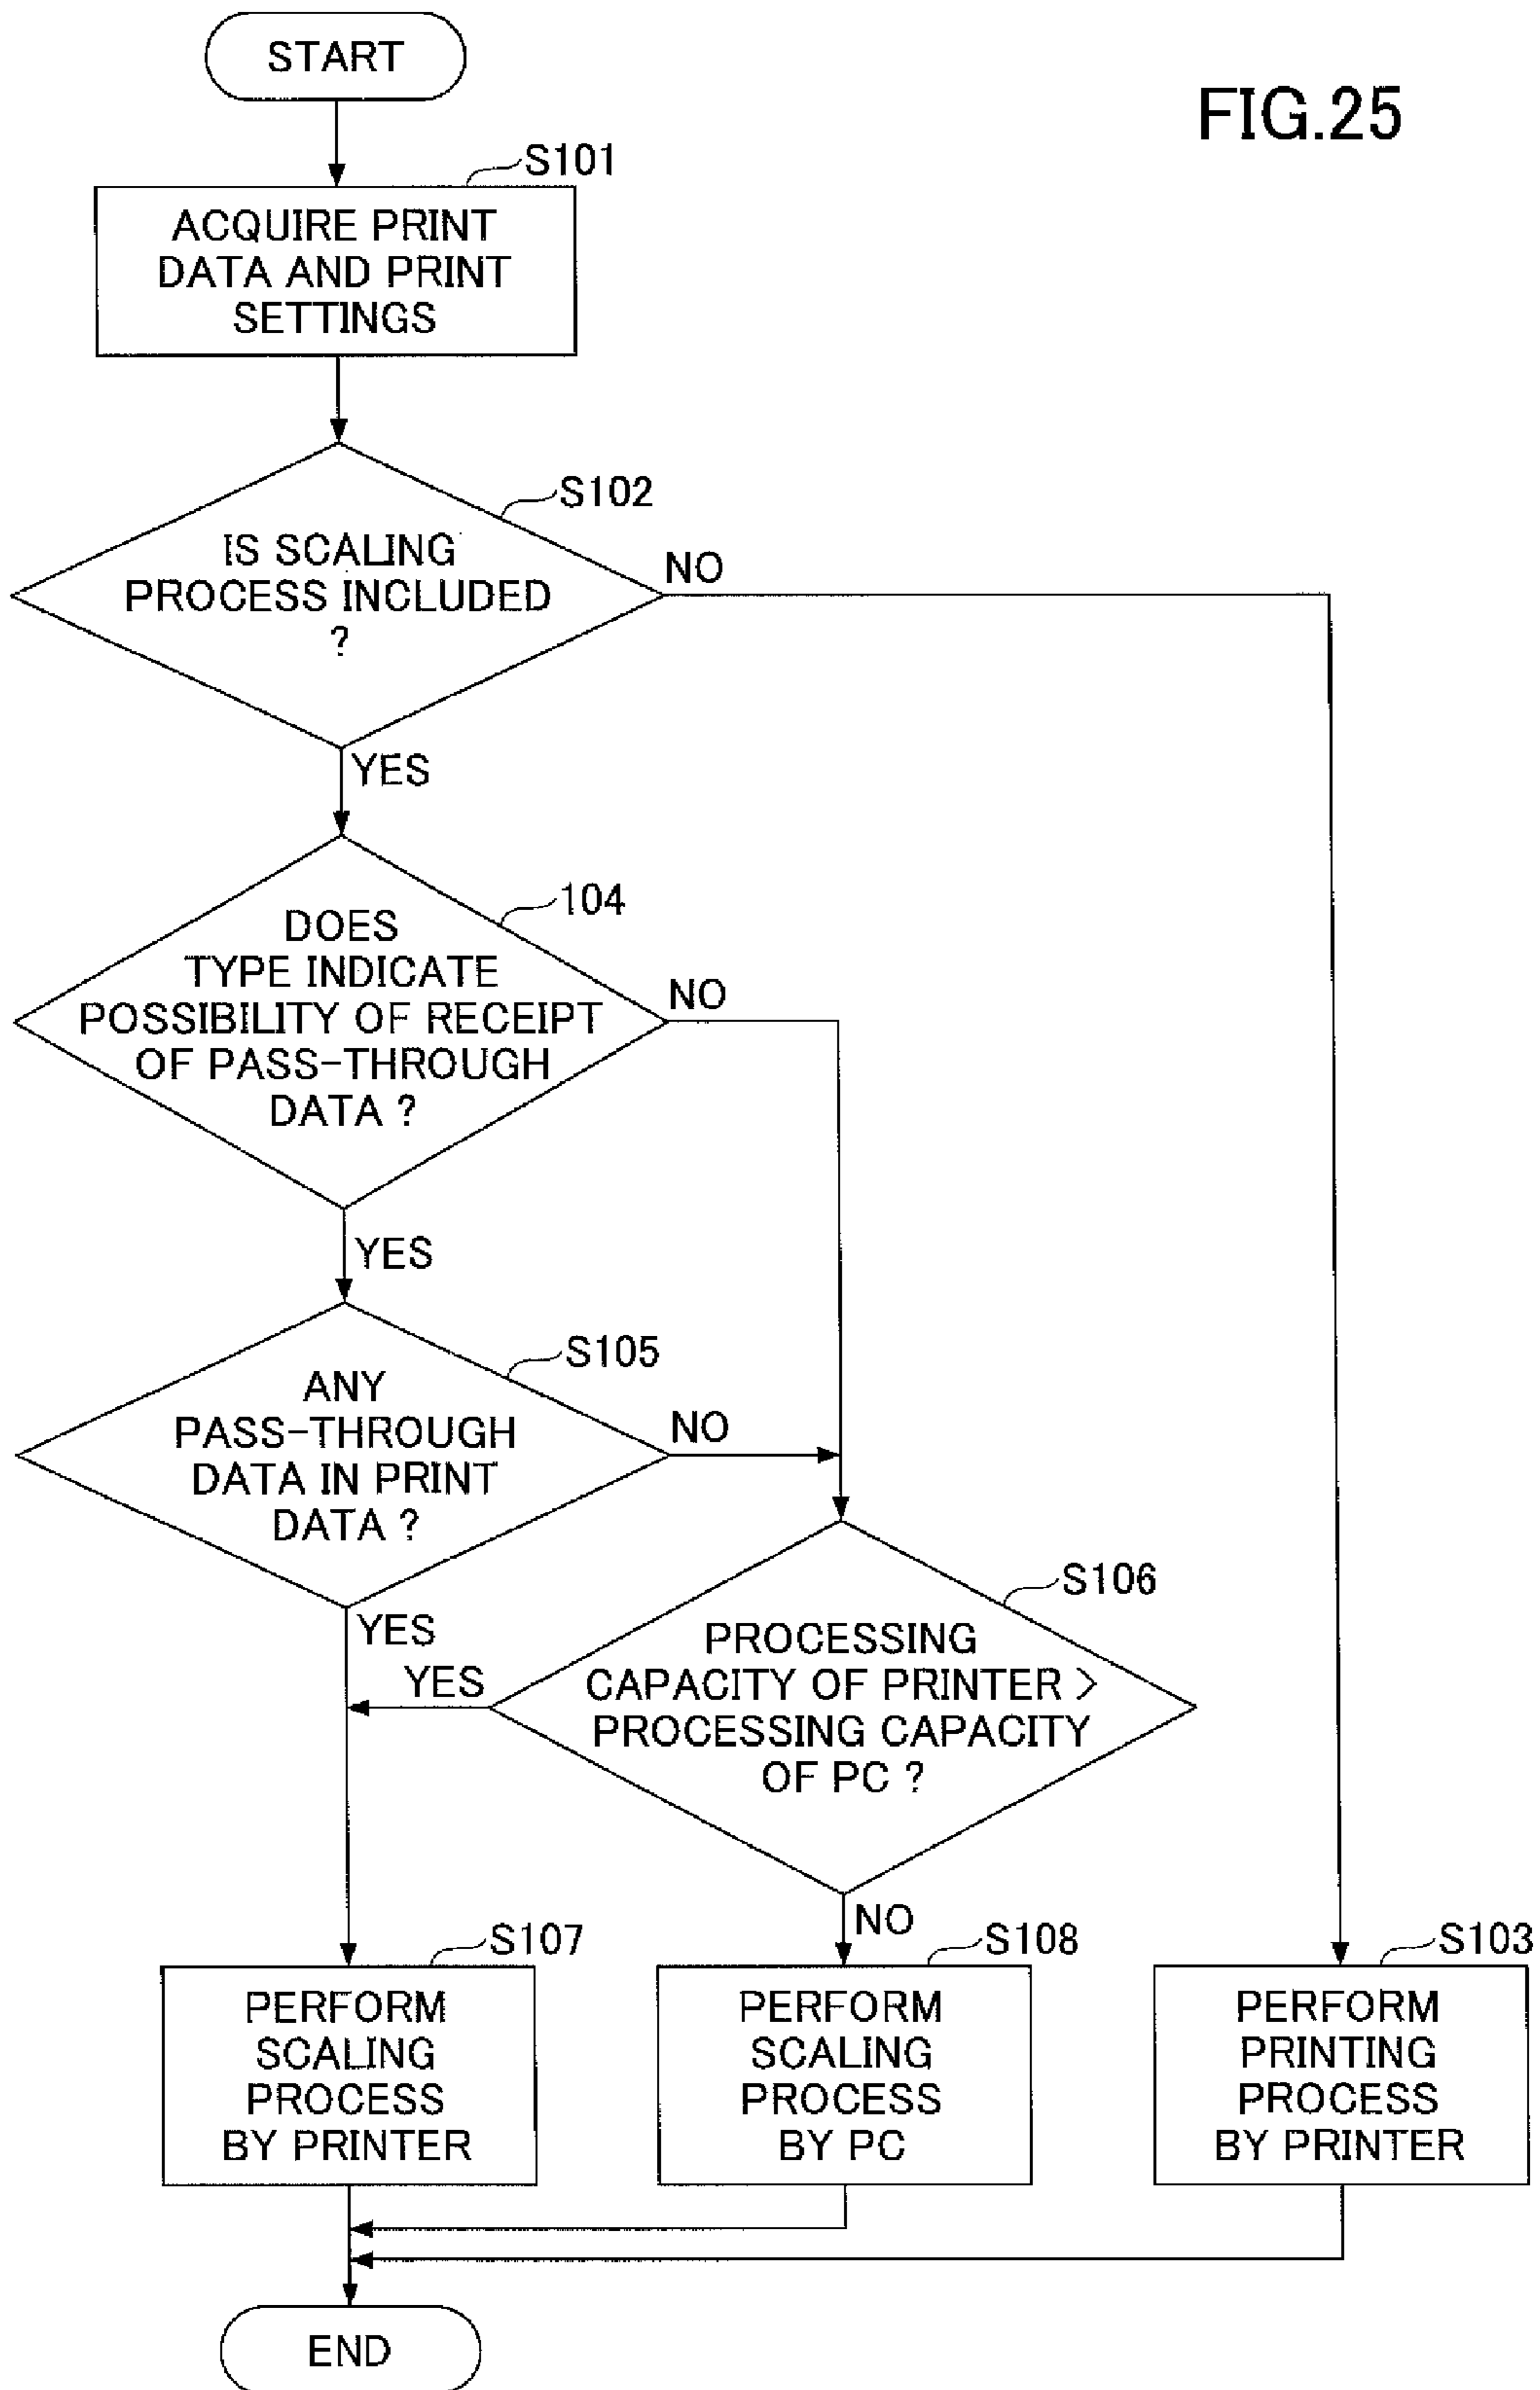 START
FIG.25
S101
ACQUIRE PRINT
DATA AND PRINT
SETTINGS
S102
IS SCALING
PROCESS INCLUDED
?
NO
YES
104
DOES
TYPE INDICATE
POSSIBILITY OF RECEIPT
OF PASS-THROUGH
DATA ?
NO
YES
S105
ANY
PASS-THROUGH
DATA IN PRINT
DATA ?
NO
YES
S106
PROCESSING
CAPACITY OF PRINTER >
PROCESSING CAPACITY
OF PC ?
YES
NO
S107
PERFORM
SCALING
PROCESS
BY PRINTER
S108
PERFORM
SCALING
PROCESS
BY PC
S103
PERFORM
PRINTING
PROCESS
BY PRINTER
END